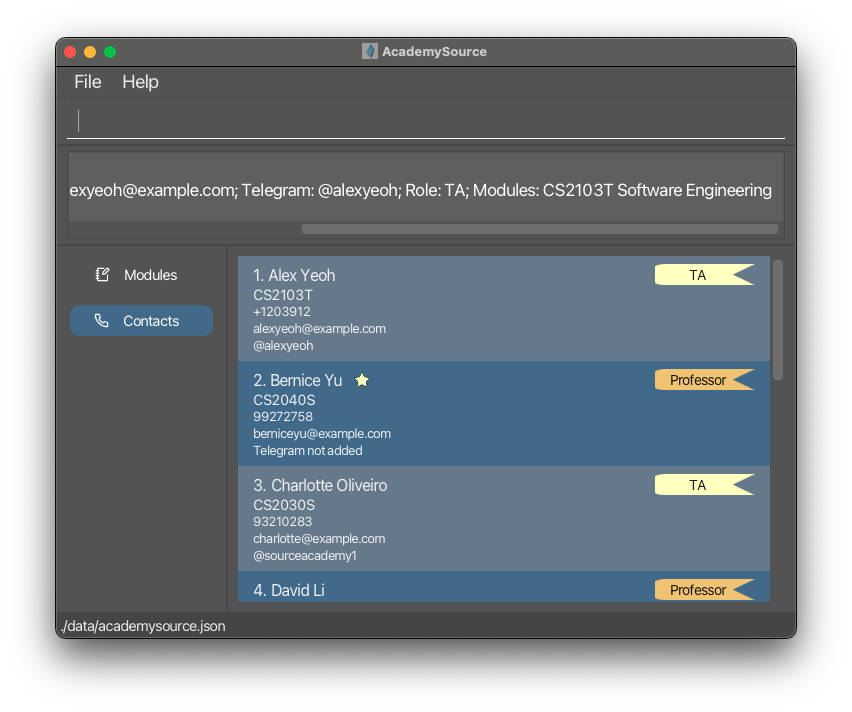 AcademySource
File Help
exyeoh@example.com; Telegram: @alexyeoh; Role: TA; Modules: CS2103T Software Engineering
Modules
Contacts
1. Alex Yeoh TA
CS2103T
+1203912
alexyeoh@example.com
@alexyeoh
2. Bernice Yu Professor
CS2040S
99272758
berniceyu@example.com
Telegram not added
3. Charlotte Oliveiro TA
CS2030S
93210283
charlotte@example.com
@sourceacademy1
4. David Li Professor
./data/academysource.json